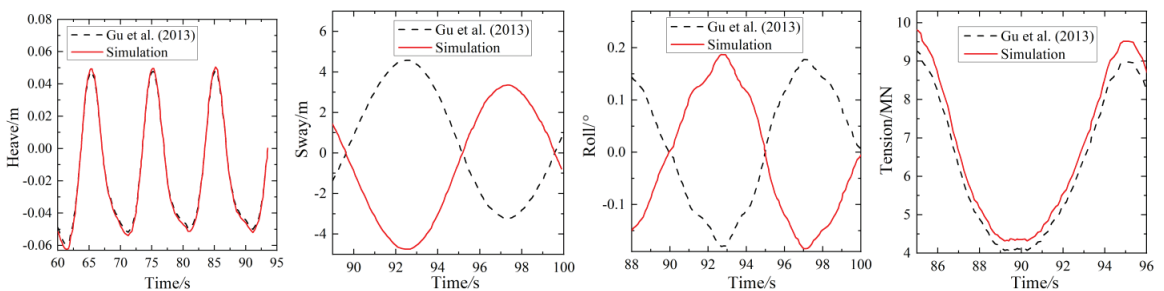 Gu et al. (2013)
Simulation
Heave/m
0.08
0.06
0.04
0.02
0.00
-0.02
-0.04
-0.06
60 65 70 75 80 85 90 95
Time/s
Gu et al. (2013)
Simulation
Sway/m
6
4
2
0
-2
-4
90 92 94 96 98 100
Time/s
Gu et al. (2013)
Simulation
Roll/°
0.2
0.1
0.0
-0.1
88 90 92 94 96 98 100
Time/s
Gu et al. (2013)
Simulation
Tension/MN
10
9
8
7
6
5
4
86 88 90 92 94 96
Time/s